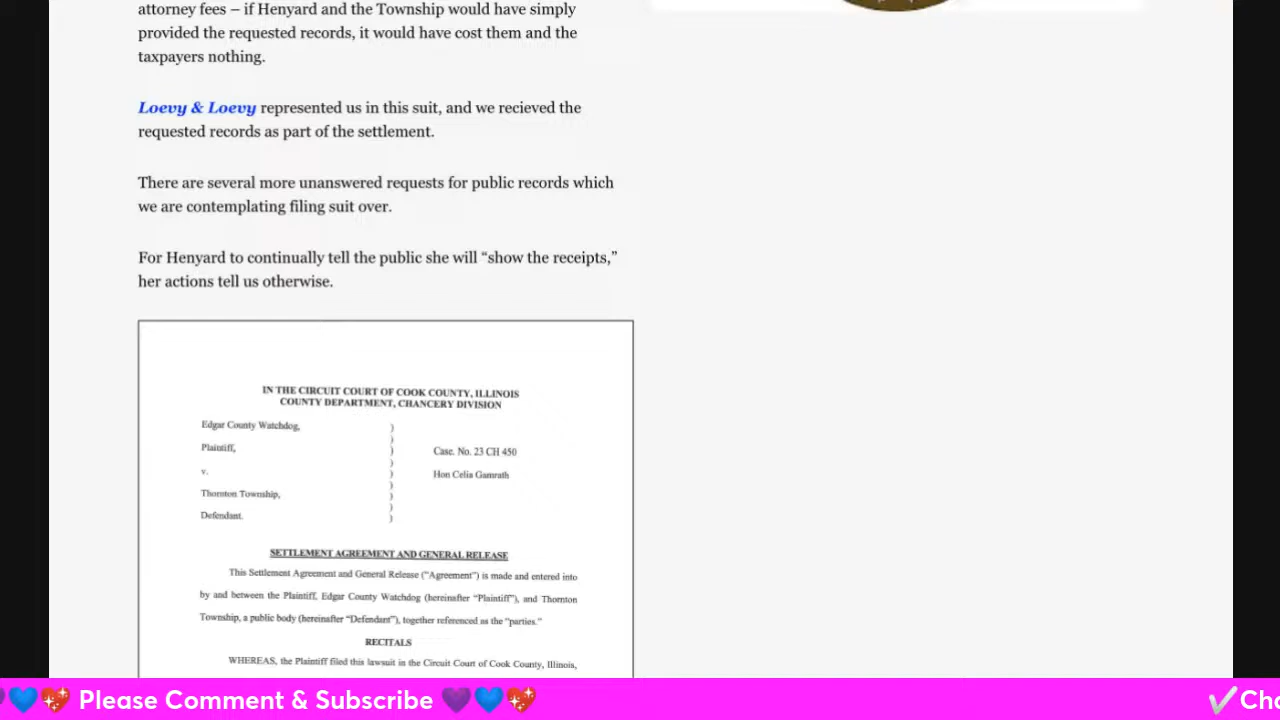 attorney fees – if Henyard and the Township would have simply
provided the requested records, it would have cost them and the
taxpayers nothing.
Loevy & Loevy represented us in this suit, and we recieved the
requested records as part of the settlement.
There are several more unanswered requests for public records which
we are contemplating filing suit over.
For Henyard to continually tell the public she will “show the receipts,”
her actions tell us otherwise.
IN THE CIRCUIT COURT OF COOK COUNTY, ILLINOIS
COUNTY DEPARTMENT, CHANCERY DIVISION
Edgar County Watchdog, )
)
Plaintiff, ) Case. No. 23 CH 450
)
v. ) Hon Celia Gamrath
)
Thornton Township, )
)
Defendant. )
SETTLEMENT AGREEMENT AND GENERAL RELEASE
This Settlement Agreement and General Release (“Agreement”) is made and entered into
by and between the Plaintiff, Edgar County Watchdog (hereinafter “Plaintiff”), and Thornton
Township, a public body (hereinafter “Defendant”), together referenced as the “parties.”
RECITALS
WHEREAS, the Plaintiff filed this lawsuit in the Circuit Court of Cook County, Illinois,
💙💖 Please Comment & Subscribe 💜💙💖 ✔Cho